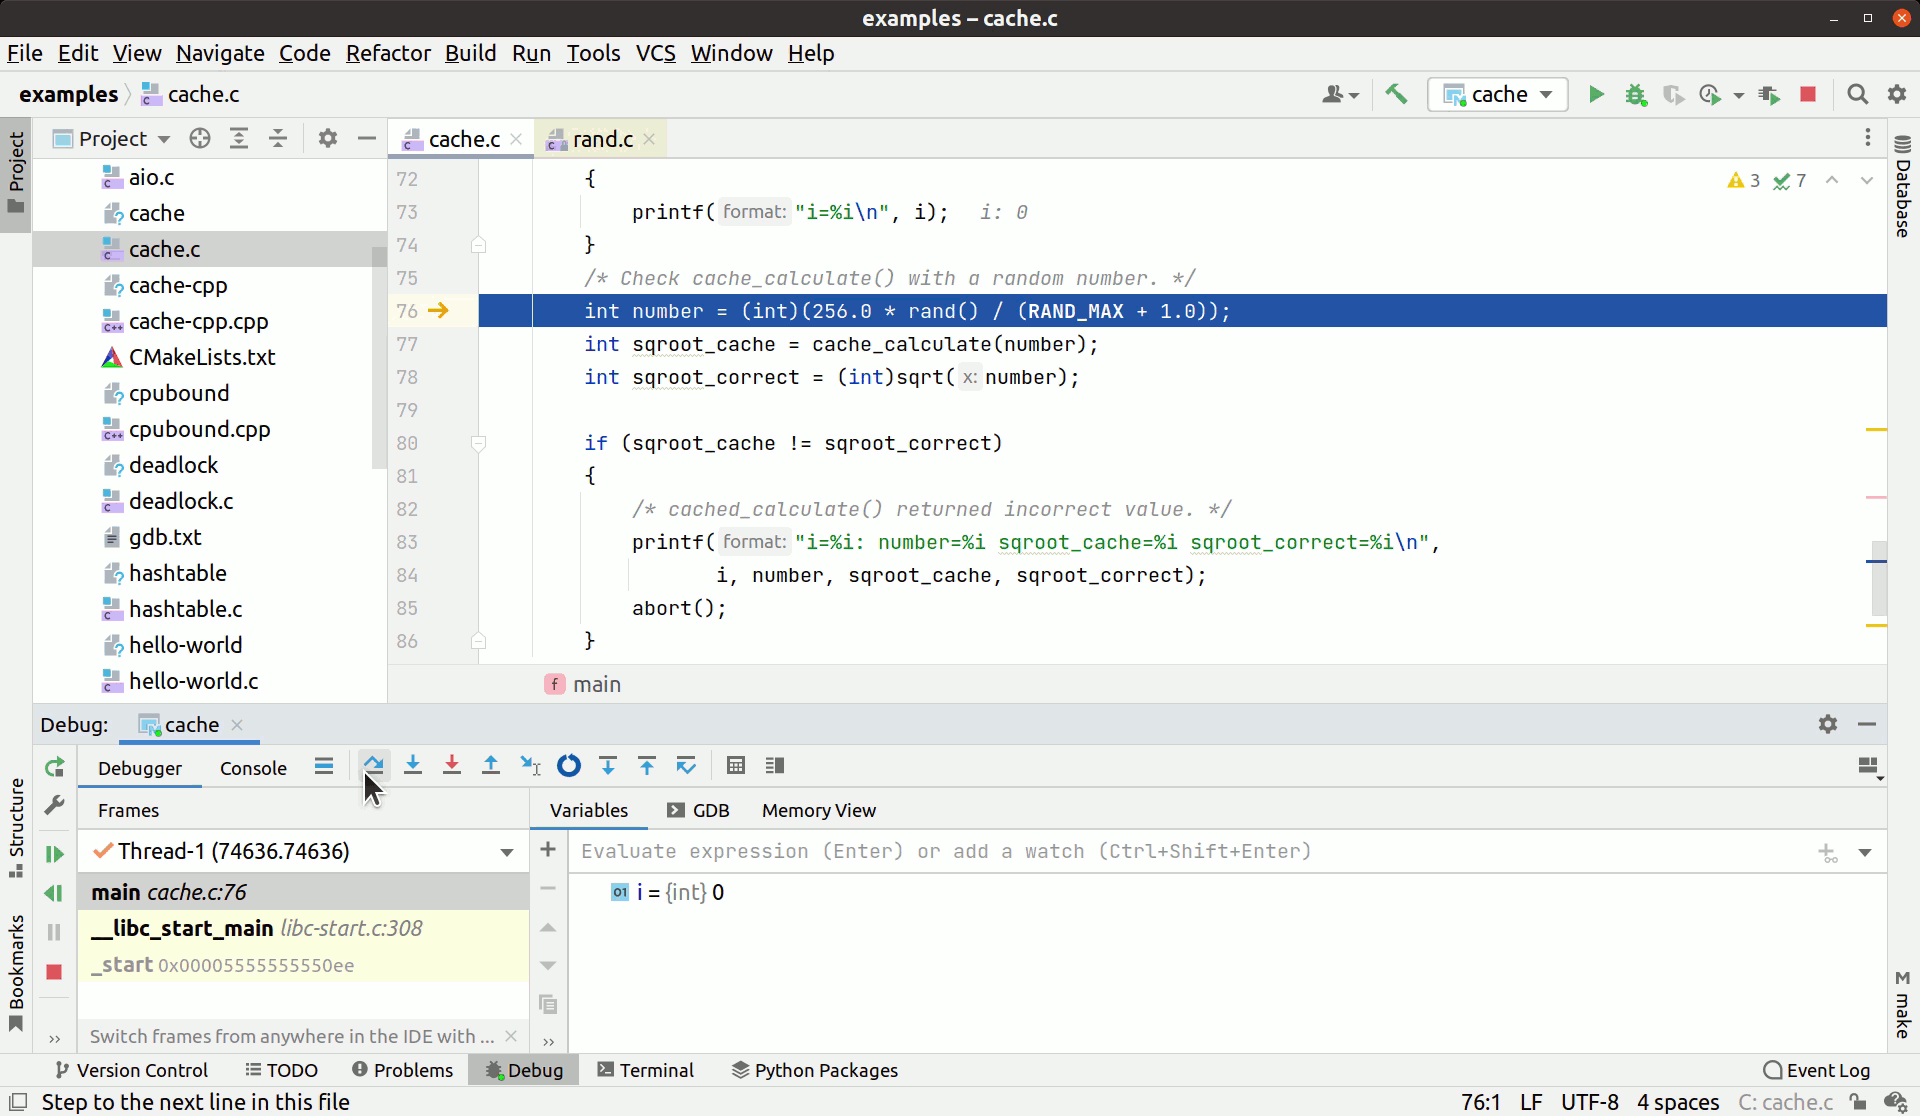 examples – cache.c
File Edit View Navigate Code Refactor Build Run Tools VCS Window Help
examples cache.c
cache
Project
cache.c
rand.c
Project
Structure
Bookmarks
Database
make
aio.c
cache
cache.c
cache-cpp
cache-cpp.cpp
CMakeLists.txt
cpubound
cpubound.cpp
deadlock
deadlock.c
gdb.txt
hashtable
hashtable.c
hello-world
hello-world.c
3 7
72 {
73 printf( format: "i=%i\n", i); i: 0
74 }
75 /* Check cache_calculate() with a random number. */
76 int number = (int)(256.0 * rand() / (RAND_MAX + 1.0));
77 int sqroot_cache = cache_calculate(number);
78 int sqroot_correct = (int)sqrt( x: number);
79
80 if (sqroot_cache != sqroot_correct)
81 {
82 /* cached_calculate() returned incorrect value. */
83 printf( format: "i=%i: number=%i sqroot_cache=%i sqroot_correct=%i\n",
84 i, number, sqroot_cache, sqroot_correct);
85 abort();
86 }
f main
Debug: cache
Debugger Console
Frames
Variables GDB Memory View
Thread-1 (74636.74636)
Evaluate expression (Enter) or add a watch (Ctrl+Shift+Enter)
main cache.c:76
__libc_start_main libc-start.c:308
_start 0x00005555555550ee
01 i = {int} 0
Switch frames from anywhere in the IDE with ...
Version Control TODO Problems Debug Terminal Python Packages Event Log
Step to the next line in this file 76:1 LF UTF-8 4 spaces C: cache.c